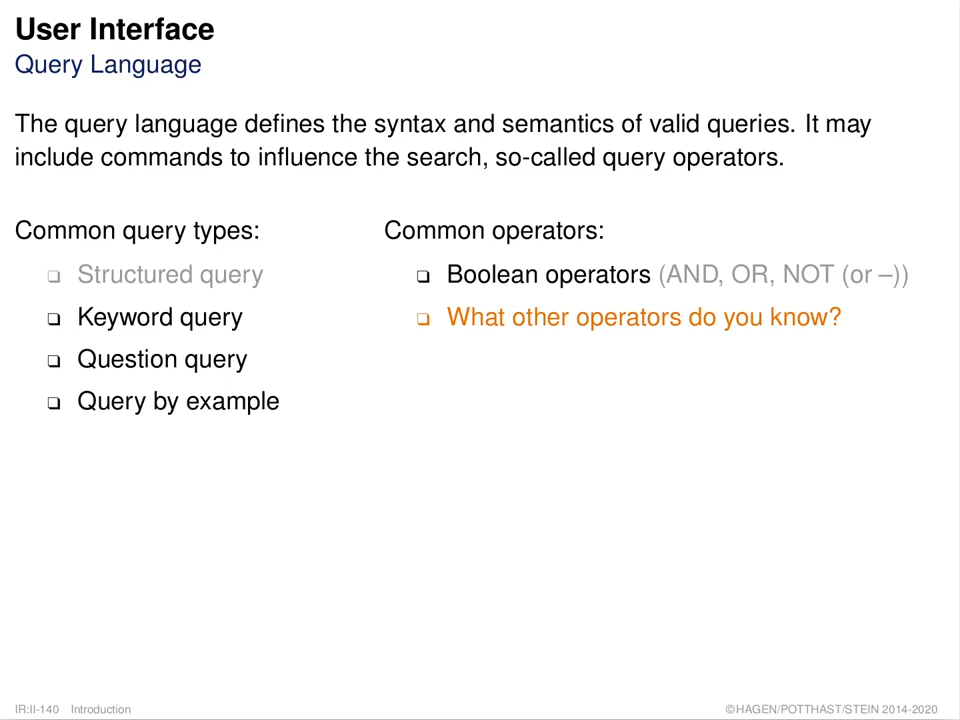 User Interface
Query Language
The query language defines the syntax and semantics of valid queries. It may
include commands to influence the search, so-called query operators.
Common query types:
❑ Structured query
❑ Keyword query
❑ Question query
❑ Query by example
Common operators:
❑ Boolean operators (AND, OR, NOT (or –))
❑ What other operators do you know?
IR:II-140 Introduction
©HAGEN/POTTHAST/STEIN 2014-2020